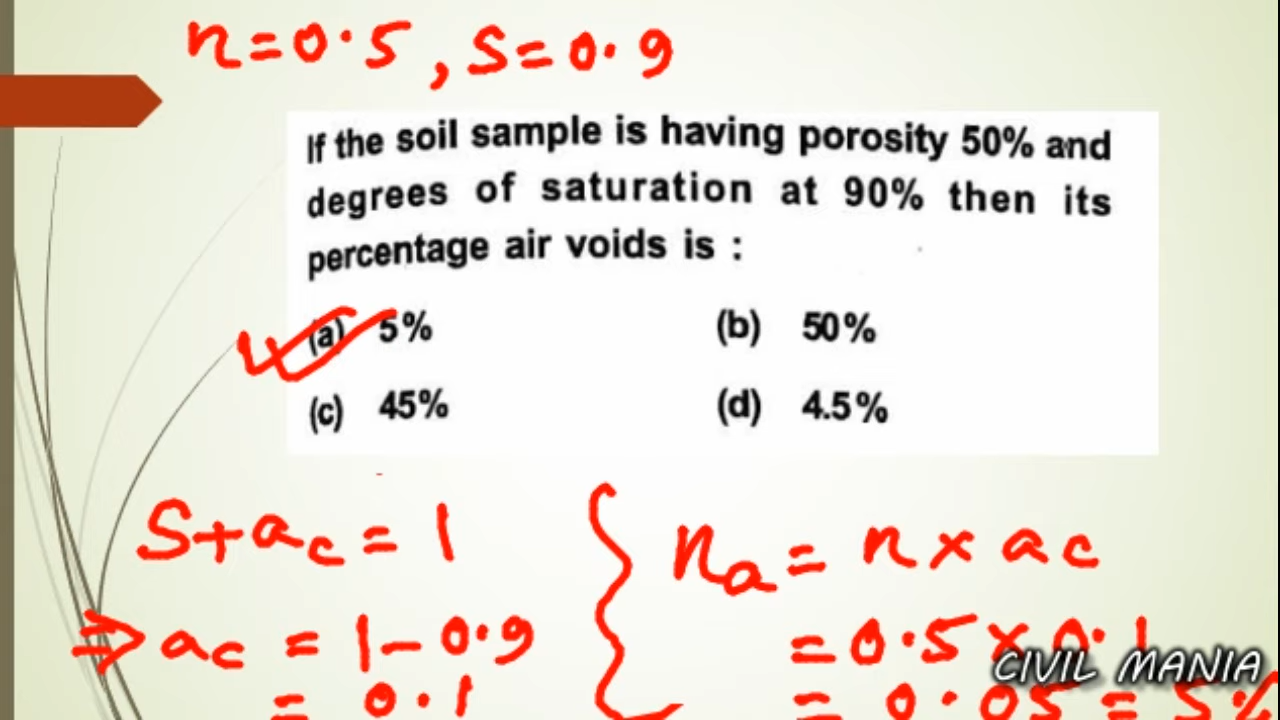 n=0.5, S=0.9
If the soil sample is having porosity 50% and
degrees of saturation at 90% then its
percentage air voids is :
(a) 5%
(b) 50%
(c) 45%
(d) 4.5%
S+ac=1
⇒ ac = 1-0.9
= 0.1
na = n × ac
= 0.5 × 0.1
= 0.05 = 5%
CIVIL MANIA